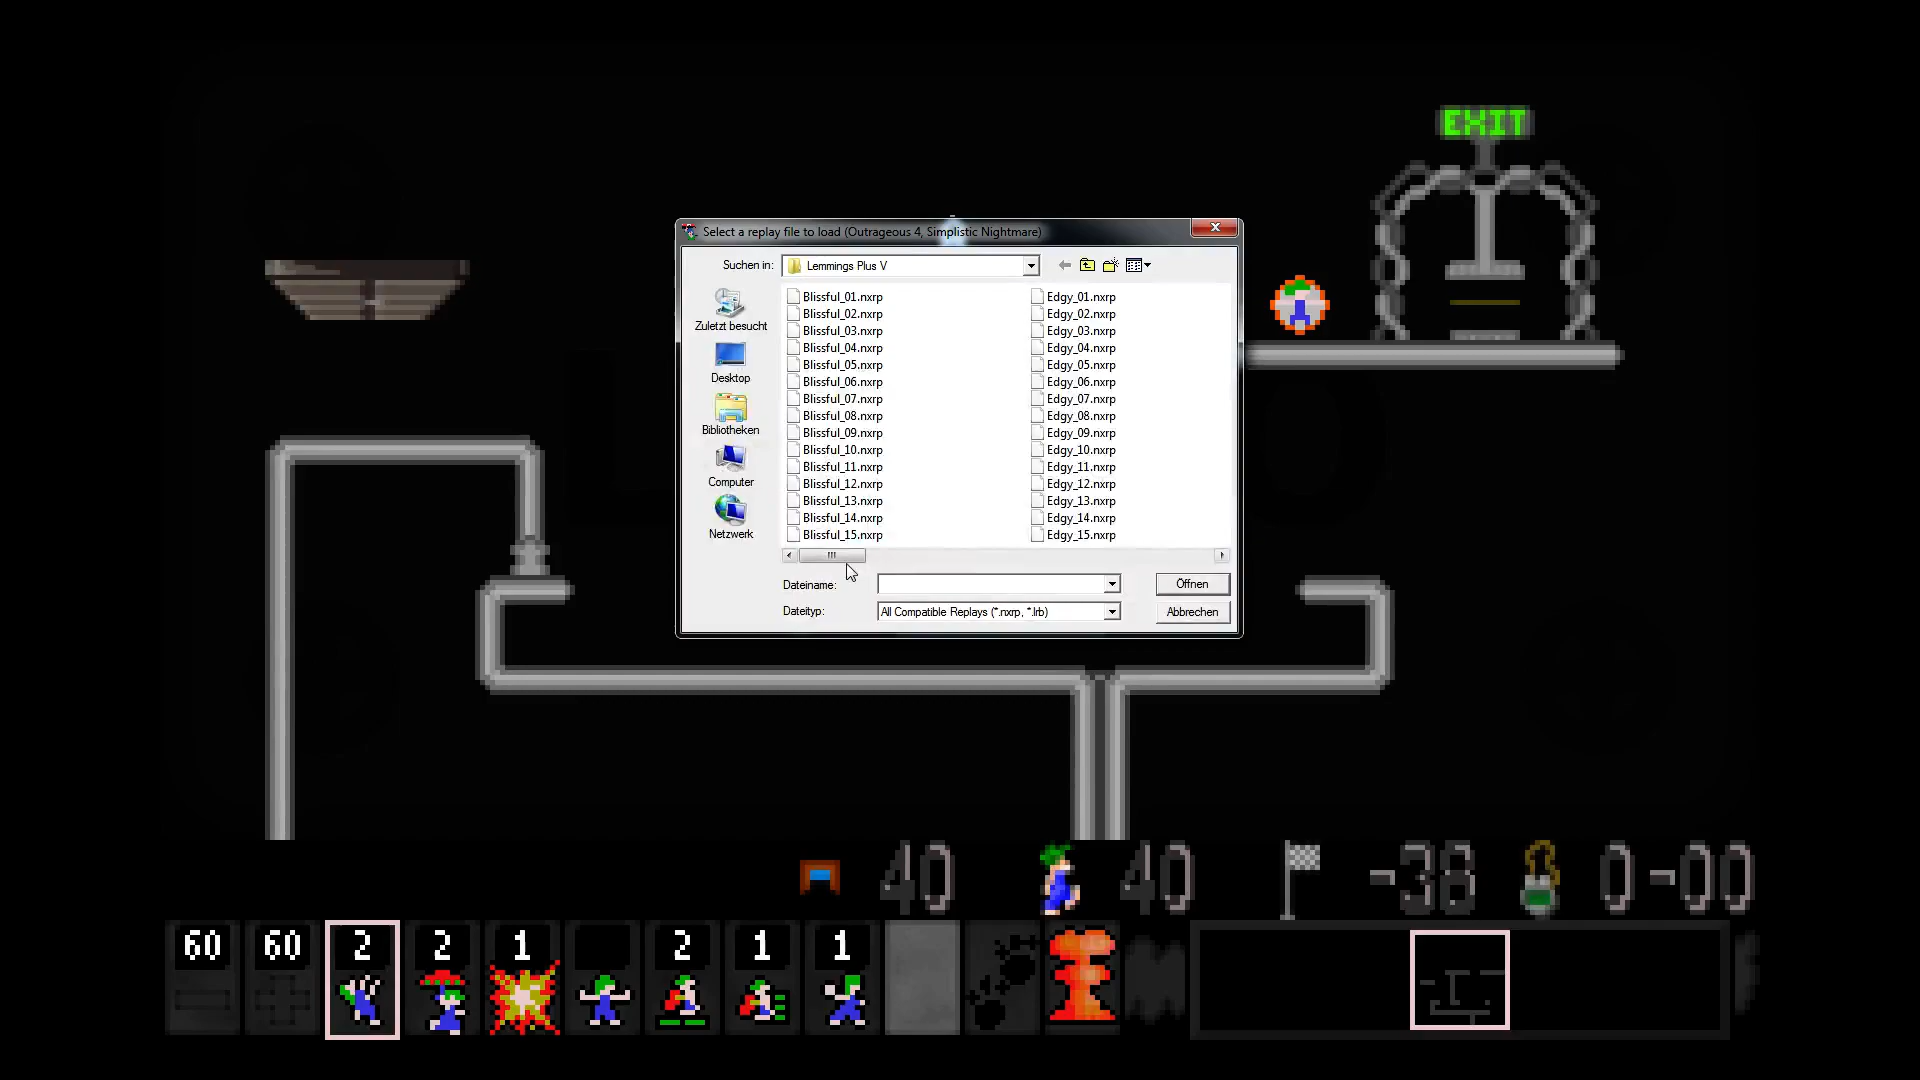 EXIT
Select a replay file to load (Outrageous 4, Simplistic Nightmare)
Suchen in: Lemmings Plus V
Zuletzt besucht
Desktop
Bibliotheken
Computer
Netzwerk
Blissful_01.nxrp
Blissful_02.nxrp
Blissful_03.nxrp
Blissful_04.nxrp
Blissful_05.nxrp
Blissful_06.nxrp
Blissful_07.nxrp
Blissful_08.nxrp
Blissful_09.nxrp
Blissful_10.nxrp
Blissful_11.nxrp
Blissful_12.nxrp
Blissful_13.nxrp
Blissful_14.nxrp
Blissful_15.nxrp
Edgy_01.nxrp
Edgy_02.nxrp
Edgy_03.nxrp
Edgy_04.nxrp
Edgy_05.nxrp
Edgy_06.nxrp
Edgy_07.nxrp
Edgy_08.nxrp
Edgy_09.nxrp
Edgy_10.nxrp
Edgy_11.nxrp
Edgy_12.nxrp
Edgy_13.nxrp
Edgy_14.nxrp
Edgy_15.nxrp
Dateiname:
Öffnen
Dateityp: All Compatible Replays (*.nxrp, *.lrb)
Abbrechen
40 40 -38 0-00
60 60 2 2 1 2 1 1